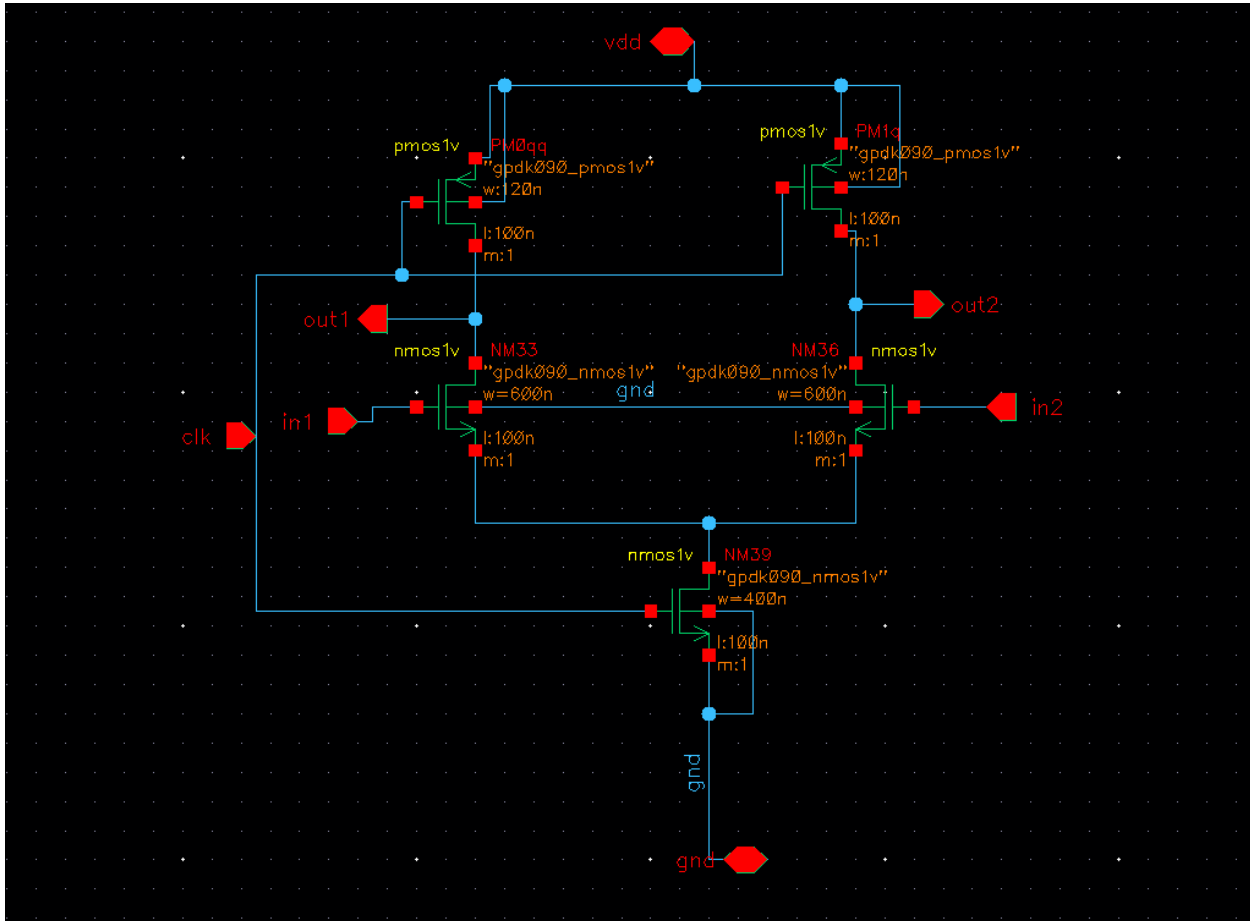 vdd
pmos1v PM0qq
"gpdk090_pmos1v"
w:120n
l:100n
m:1
pmos1v PM1q
"gpdk090_pmos1v"
w:120n
l:100n
m:1
out1
out2
nmos1v NM33
"gpdk090_nmos1v"
w=600n
l:100n
m:1
gnd
NM36 nmos1v
"gpdk090_nmos1v"
w=600n
l:100n
m:1
clk
in1
in2
nmos1v NM39
"gpdk090_nmos1v"
w=400n
l:100n
m:1
gnd
gnd